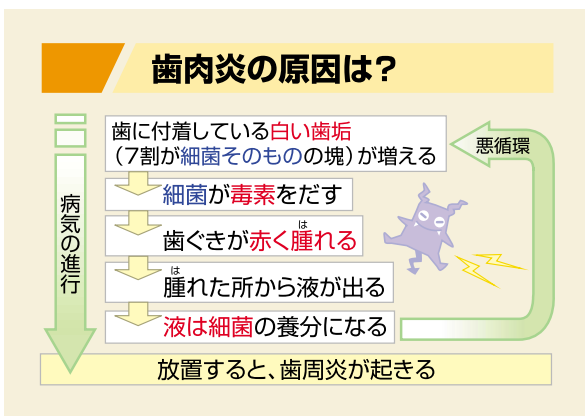 歯肉炎の原因は?
歯に付着している白い歯垢
(7割が細菌そのものの塊)が増える
悪循環
細菌が毒素をだす
は
歯ぐきが赤く腫れる
は
腫れた所から液が出る
液は細菌の養分になる
病気の進行
放置すると、歯周炎が起きる